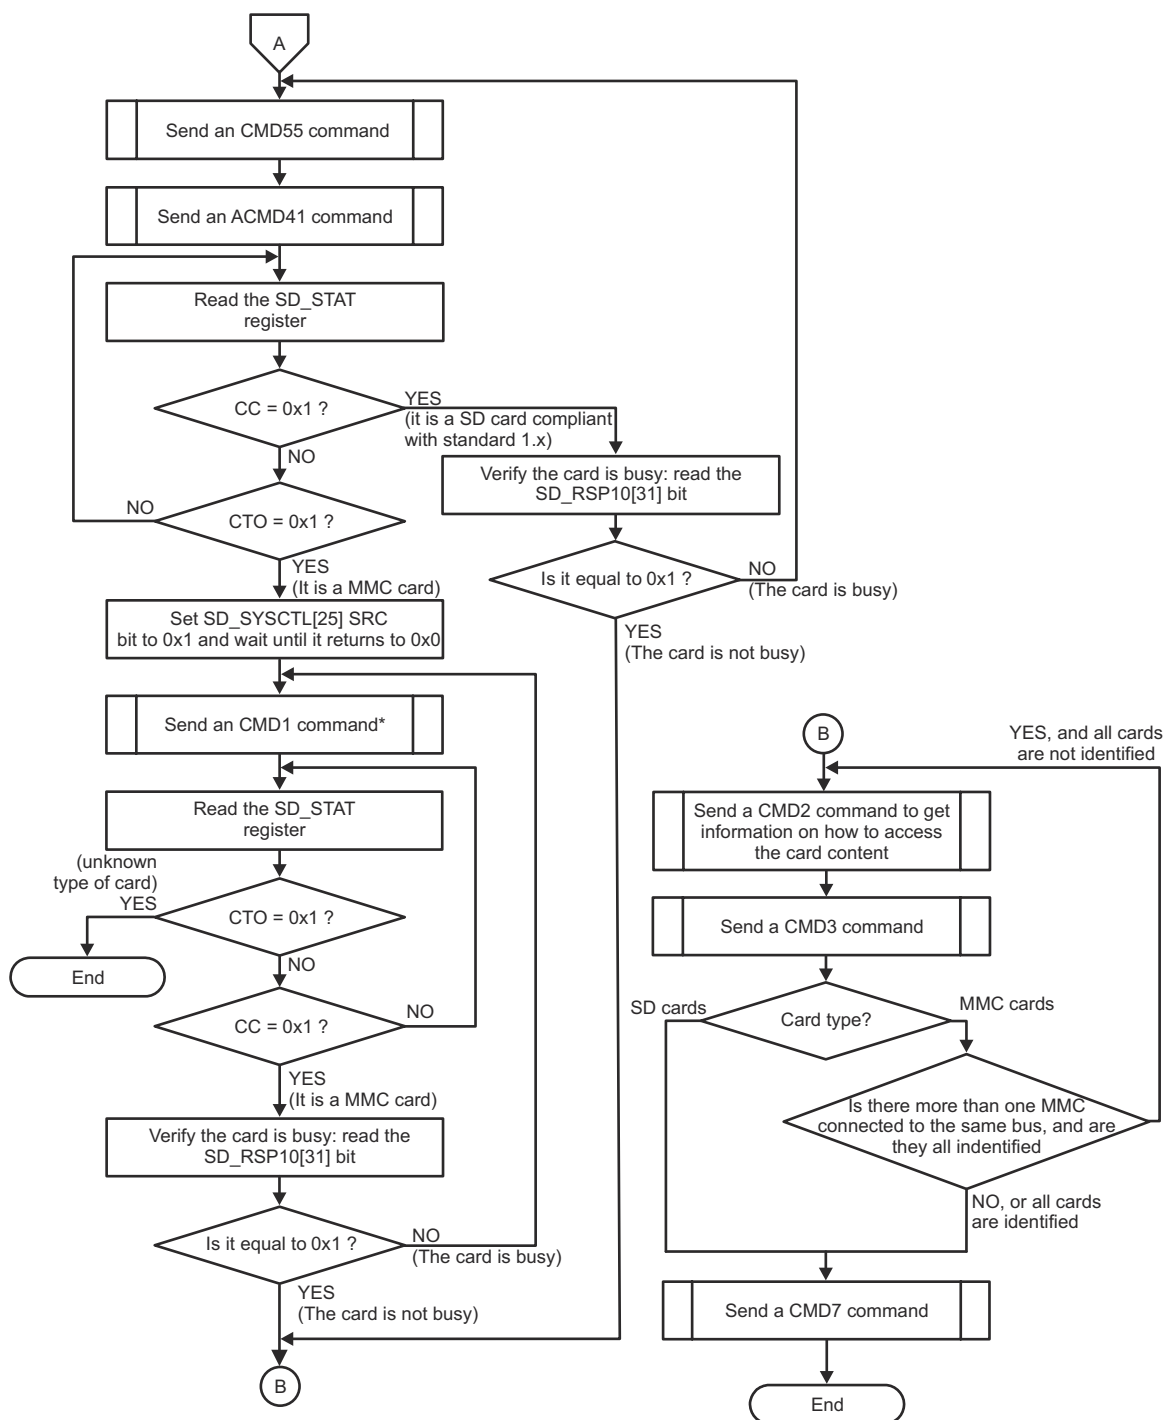 A
Send an CMD55 command
Send an ACMD41 command
Read the SD_STAT
register
CC = 0x1 ?
YES
(it is a SD card compliant
with standard 1.x)
NO
Verify the card is busy: read the
SD_RSP10[31] bit
CTO = 0x1 ?
NO
YES
(It is a MMC card)
Is it equal to 0x1 ?
NO
(The card is busy)
YES
(The card is not busy)
Set SD_SYSCTL[25] SRC
bit to 0x1 and wait until it returns to 0x0
Send an CMD1 command*
Read the SD_STAT
register
(unknown
type of card)
YES
CTO = 0x1 ?
End
NO
CC = 0x1 ?
NO
YES
(It is a MMC card)
Verify the card is busy: read the
SD_RSP10[31] bit
Is it equal to 0x1 ?
NO
(The card is busy)
YES
(The card is not busy)
B
B
YES, and all cards
are not identified
Send a CMD2 command to get
information on how to access
the card content
Send a CMD3 command
SD cards
Card type?
MMC cards
Is there more than one MMC
connected to the same bus, and are
they all indentified
NO, or all cards
are identified
Send a CMD7 command
End